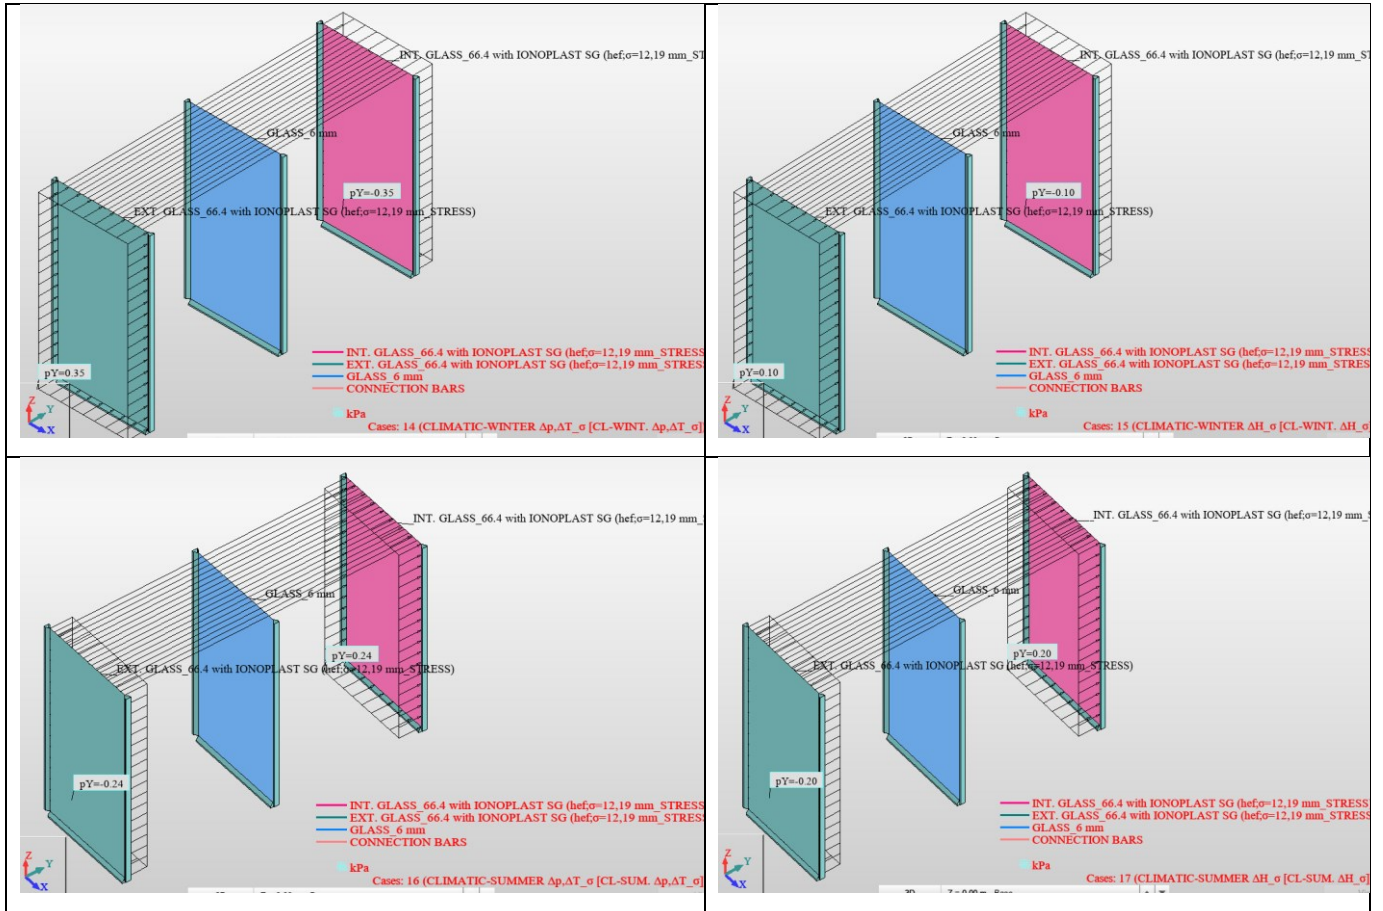 INT. GLASS_66.4 with IONOPLAST SG (hef;σ=12,19 mm_ST
GLASS_6 mm
pY=-0.35
EXT. GLASS_66.4 with IONOPLAST SG (hef;σ=12,19 mm_STRESS)
INT. GLASS_66.4 with IONOPLAST SG (hef;σ=12,19 mm_STRESS
pY=0.35
EXT. GLASS_66.4 with IONOPLAST SG (hef;σ=12,19 mm_STRESS
GLASS_6 mm
CONNECTION BARS
Z
Y
X
kPa
Cases: 14 (CLIMATIC-WINTER Δp,ΔT_σ [CL-WINT. Δp,ΔT_σ]
INT. GLASS_66.4 with IONOPLAST SG (hef;σ=12,19 mm_ST
GLASS_6 mm
pY=-0.10
EXT. GLASS_66.4 with IONOPLAST SG (hef;σ=12,19 mm_STRESS)
INT. GLASS_66.4 with IONOPLAST SG (hef;σ=12,19 mm_STRESS
pY=0.10
EXT. GLASS_66.4 with IONOPLAST SG (hef;σ=12,19 mm_STRESS
GLASS_6 mm
CONNECTION BARS
Z
Y
X
kPa
Cases: 15 (CLIMATIC-WINTER ΔH_σ [CL-WINT. ΔH_σ
INT. GLASS_66.4 with IONOPLAST SG (hef;σ=12,19 mm_
GLASS_6 mm
pY=0.24
EXT. GLASS_66.4 with IONOPLAST SG (hef;σ=12,19 mm_STRESS)
pY=-0.24
INT. GLASS_66.4 with IONOPLAST SG (hef;σ=12,19 mm_STRESS
EXT. GLASS_66.4 with IONOPLAST SG (hef;σ=12,19 mm_STRESS
GLASS_6 mm
CONNECTION BARS
Z
Y
X
kPa
Cases: 16 (CLIMATIC-SUMMER Δp,ΔT_σ [CL-SUM. Δp,ΔT_σ]
INT. GLASS_66.4 with IONOPLAST SG (hef;σ=12,19 mm_S
GLASS_6 mm
pY=0.20
EXT. GLASS_66.4 with IONOPLAST SG (hef;σ=12,19 mm_STRESS)
pY=-0.20
INT. GLASS_66.4 with IONOPLAST SG (hef;σ=12,19 mm_STRESS
EXT. GLASS_66.4 with IONOPLAST SG (hef;σ=12,19 mm_STRESS
GLASS_6 mm
CONNECTION BARS
Z
Y
X
kPa
Cases: 17 (CLIMATIC-SUMMER ΔH_σ [CL-SUM. ΔH_σ]